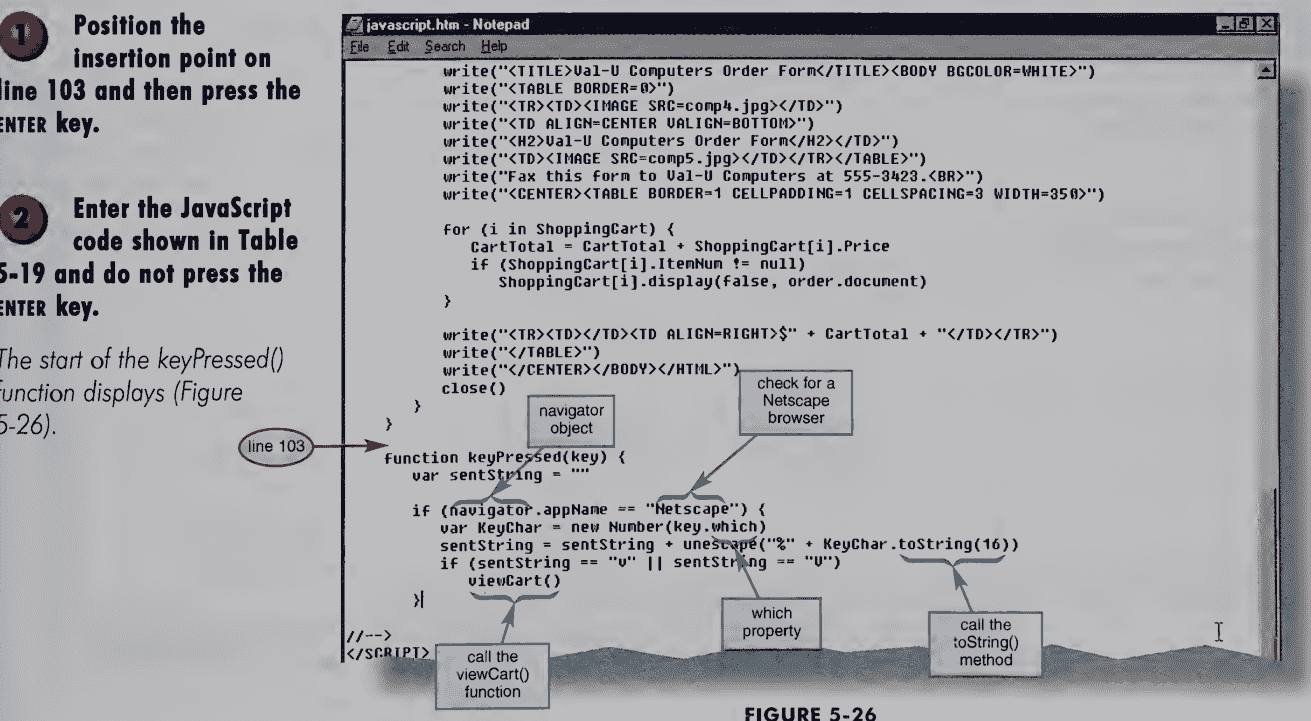 1 Position the
insertion point on
line 103 and then press the
ENTER key.
2 Enter the JavaScript
code shown in Table
5-19 and do not press the
ENTER key.
The start of the keyPressed()
function displays (Figure
5-26).
javascript.htm - Notepad
File Edit Search Help
write("<TITLE>Val-U Computers Order Form</TITLE><BODY BGCOLOR=WHITE>")
write("<TABLE BORDER=0>")
write("<TR><TD><IMAGE SRC=comp4.jpg></TD>")
write("<TD ALIGN=CENTER VALIGN=BOTTOM>")
write("<H2>Val-U Computers Order Form</H2></TD>")
write("<TD><IMAGE SRC=comp5.jpg></TD></TR></TABLE>")
write("Fax this form to Val-U Computers at 555-3423.<BR>")
write("<CENTER><TABLE BORDER=1 CELLPADDING=1 CELLSPACING=3 WIDTH=350>")
for (i in ShoppingCart) {
CartTotal = CartTotal + ShoppingCart[i].Price
if (ShoppingCart[i].ItemNum != null)
ShoppingCart[i].display(false, order.document)
}
write("<TR><TD></TD><TD ALIGN=RIGHT>$" + CartTotal + "</TD></TR>")
write("</TABLE>")
write("</CENTER></BODY></HTML>")
close()
}
}
function keyPressed(key) {
var sentString = ""
if (navigator.appName == "Netscape") {
var KeyChar = new Number(key.which)
sentString = sentString + unescape("%" + KeyChar.toString(16))
if (sentString == "v" || sentString == "V")
viewCart()
}
//-->
</SCRIPT>
line 103
navigator
object
check for a
Netscape
browser
call the
viewCart()
function
which
property
call the
toString()
method
FIGURE 5-26